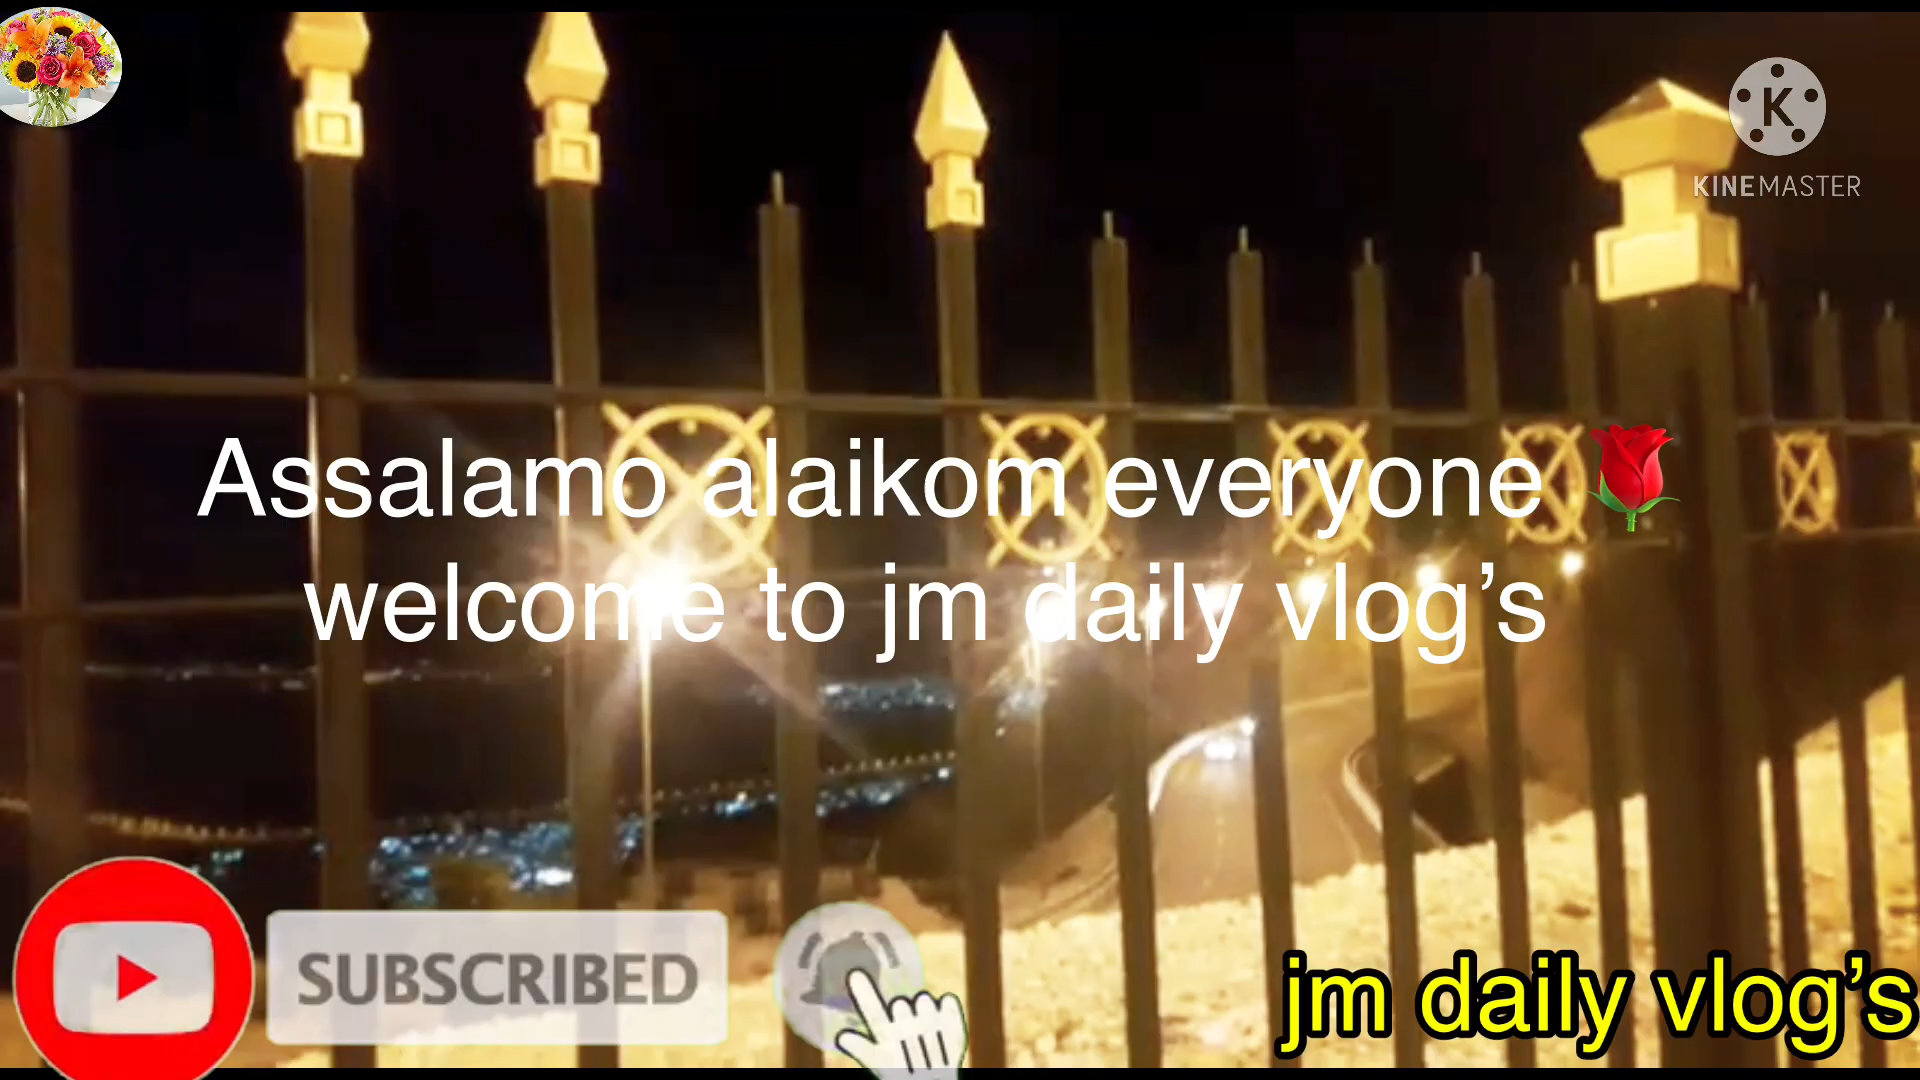 K
KINEMASTER
Assalamo alaikom everyone 🌹
welcome to jm daily vlog’s
SUBSCRIBED
jm daily vlog’s